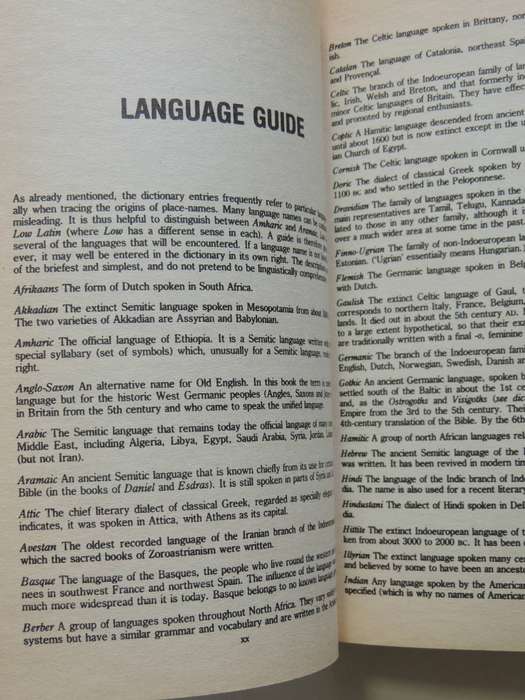 LANGUAGE GUIDE
As already mentioned, the dictionary entries frequently refer to particular
ally when tracing the origins of place-names. Many language names can be
misleading. It is thus helpful to distinguish between Amharic and Aramaic,
Low Latin (where Low has a different sense in each). A guide is therefore
several of the languages that will be encountered. If a language name is not
ever, it may well be entered in the dictionary in its own right. The descriptions
of the briefest and simplest, and do not pretend to be linguistically comprehensive
Afrikaans The form of Dutch spoken in South Africa.
Akkadian The extinct Semitic language spoken in Mesopotamia from about
The two varieties of Akkadian are Assyrian and Babylonian.
Amharic The official language of Ethiopia. It is a Semitic language written
special syllabary (set of symbols) which, unusually for a Semitic language,
right.
Anglo-Saxon An alternative name for Old English. In this book the term is
language but for the historic West Germanic peoples (Angles, Saxons and
in Britain from the 5th century and who came to speak the unified language.
Arabic The Semitic language that remains today the official language of many
Middle East, including Algeria, Libya, Egypt, Saudi Arabia, Syria, Jordan,
(but not Iran).
Aramaic An ancient Semitic language that is known chiefly from its use for
Bible (in the books of Daniel and Esdras). It is still spoken in parts of Syria
Attic The chief literary dialect of classical Greek, regarded as specially
indicates, it was spoken in Attica, with Athens as its capital.
Avestan The oldest recorded language of the Iranian branch of the
which the sacred books of Zoroastrianism were written.
Basque The language of the Basques, the people who live round the western
nees in southwest France and northwest Spain. The influence of the language
much more widespread than it is today. Basque belongs to no known language
Berber A group of languages spoken throughout North Africa. They vary
systems but have a similar grammar and vocabulary and are written in the
xx
Breton The Celtic language spoken in Brittany,
ish.
Catalan The language of Catalonia, northeast
and Provençal.
Celtic The branch of the Indoeuropean family of
lic, Irish, Welsh and Breton, and that formerly
minor Celtic languages of Britain. They have
and promoted by regional enthusiasts.
Coptic A Hamitic language descended from ancient
until about 1600 but is now extinct except in the
ian Church of Egypt.
Cornish The Celtic language spoken in Cornwall
Doric The dialect of classical Greek spoken by
1100 BC and who settled in the Peloponnese.
Dravidian The family of languages spoken in the
main representatives are Tamil, Telugu, Kannada
lated to those in any other family, although it
over a much wider area at some time in the past.
Finno-Ugrian The family of non-Indoeuropean
Estonian. ('Ugrian' essentially means Hungarian.
Flemish The Germanic language spoken in
with Dutch.
Gaulish The extinct Celtic language of Gaul,
corresponds to northern Italy, France, Belgium,
lands. It died out about the 5th century AD.
to a large extent hypothetical, so that their
are traditionally written with a final -o, feminine
Germanic The branch of the Indoeuropean
English, Dutch, Norwegian, Swedish, Danish
Gothic An ancient Germanic language, spoken
settled south of the Baltic in about the 1st
and, as the Ostrogoths and Visigoths (see
Empire from the 3rd to the 5th century.
4th-century translation of the Bible. By the 6th
Hamitic A group of north African languages
Hebrew The ancient Semitic language of the
was written. It has been revived in modern
Hindi The language of the Indic branch of
dia. The name is also used for a recent literary
Hindustani The dialect of Hindi spoken in
dia.
Hittite The extinct Indoeuropean language of
ken from about 3000 to 2000 BC. It has been
Illyrian The extinct language spoken many
and believed by some to have been an
Indian Any language spoken by the American
specified (which is why no names of American